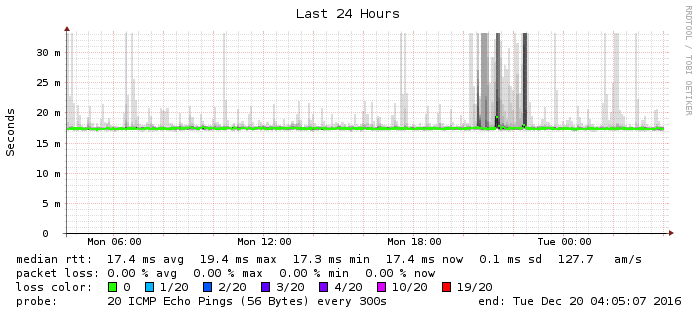 Last 24 Hours
RRDTOOL / TOBI OETIKER
Seconds
30 m
25 m
20 m
15 m
10 m
5 m
0
Mon 06:00 Mon 12:00 Mon 18:00 Tue 00:00
median rtt: 17.4 ms avg 19.4 ms max 17.3 ms min 17.4 ms now 0.1 ms sd 127.7 am/s
packet loss: 0.00 % avg 0.00 % max 0.00 % min 0.00 % now
loss color: 0 1/20 2/20 3/20 4/20 10/20 19/20
probe: 20 ICMP Echo Pings (56 Bytes) every 300s end: Tue Dec 20 04:05:07 2016